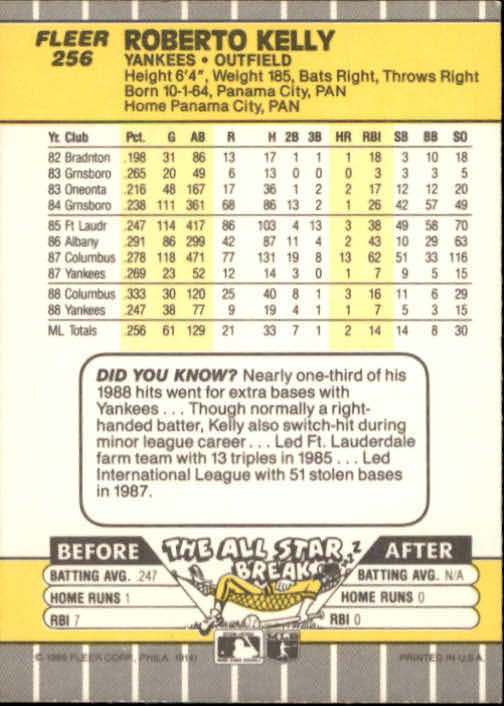 FLEER
256
ROBERTO KELLY
YANKEES • OUTFIELD
Height 6'4", Weight 185, Bats Right, Throws Right
Born 10-1-64, Panama City, PAN
Home Panama City, PAN
Yr. Club Pct. G AB R H 2B 3B HR RBI SB BB SO
82 Bradnton .198 31 86 13 17 1 1 1 18 3 10 18
83 Grnsboro .265 20 49 6 13 0 0 0 3 3 3 5
83 Oneonta .216 48 167 17 36 1 2 2 17 12 12 20
84 Grnsboro .238 111 361 68 86 13 2 1 26 42 57 49
85 Ft Laudr .247 114 417 86 103 4 13 3 38 49 58 70
86 Albany .291 86 299 42 87 11 4 2 43 10 29 63
87 Columbus .278 118 471 77 131 19 8 13 62 51 33 116
87 Yankees .269 23 52 12 14 3 0 1 7 9 5 15
88 Columbus .333 30 120 25 40 8 1 3 16 11 6 29
88 Yankees .247 38 77 9 19 4 1 1 7 5 3 15
ML Totals .256 61 129 21 33 7 1 2 14 14 8 30
DID YOU KNOW? Nearly one-third of his
1988 hits went for extra bases with
Yankees . . . Though normally a right-
handed batter, Kelly also switch-hit during
minor league career . . . Led Ft. Lauderdale
farm team with 13 triples in 1985 . . . Led
International League with 51 stolen bases
in 1987.
BEFORE THE ALL STAR BREAK Z AFTER
BATTING AVG. .247 BATTING AVG. N/A
HOME RUNS 1 HOME RUNS 0
RBI 7 RBI 0
© 1989 FLEER CORP., PHILA. 19141 PRINTED IN U.S.A.